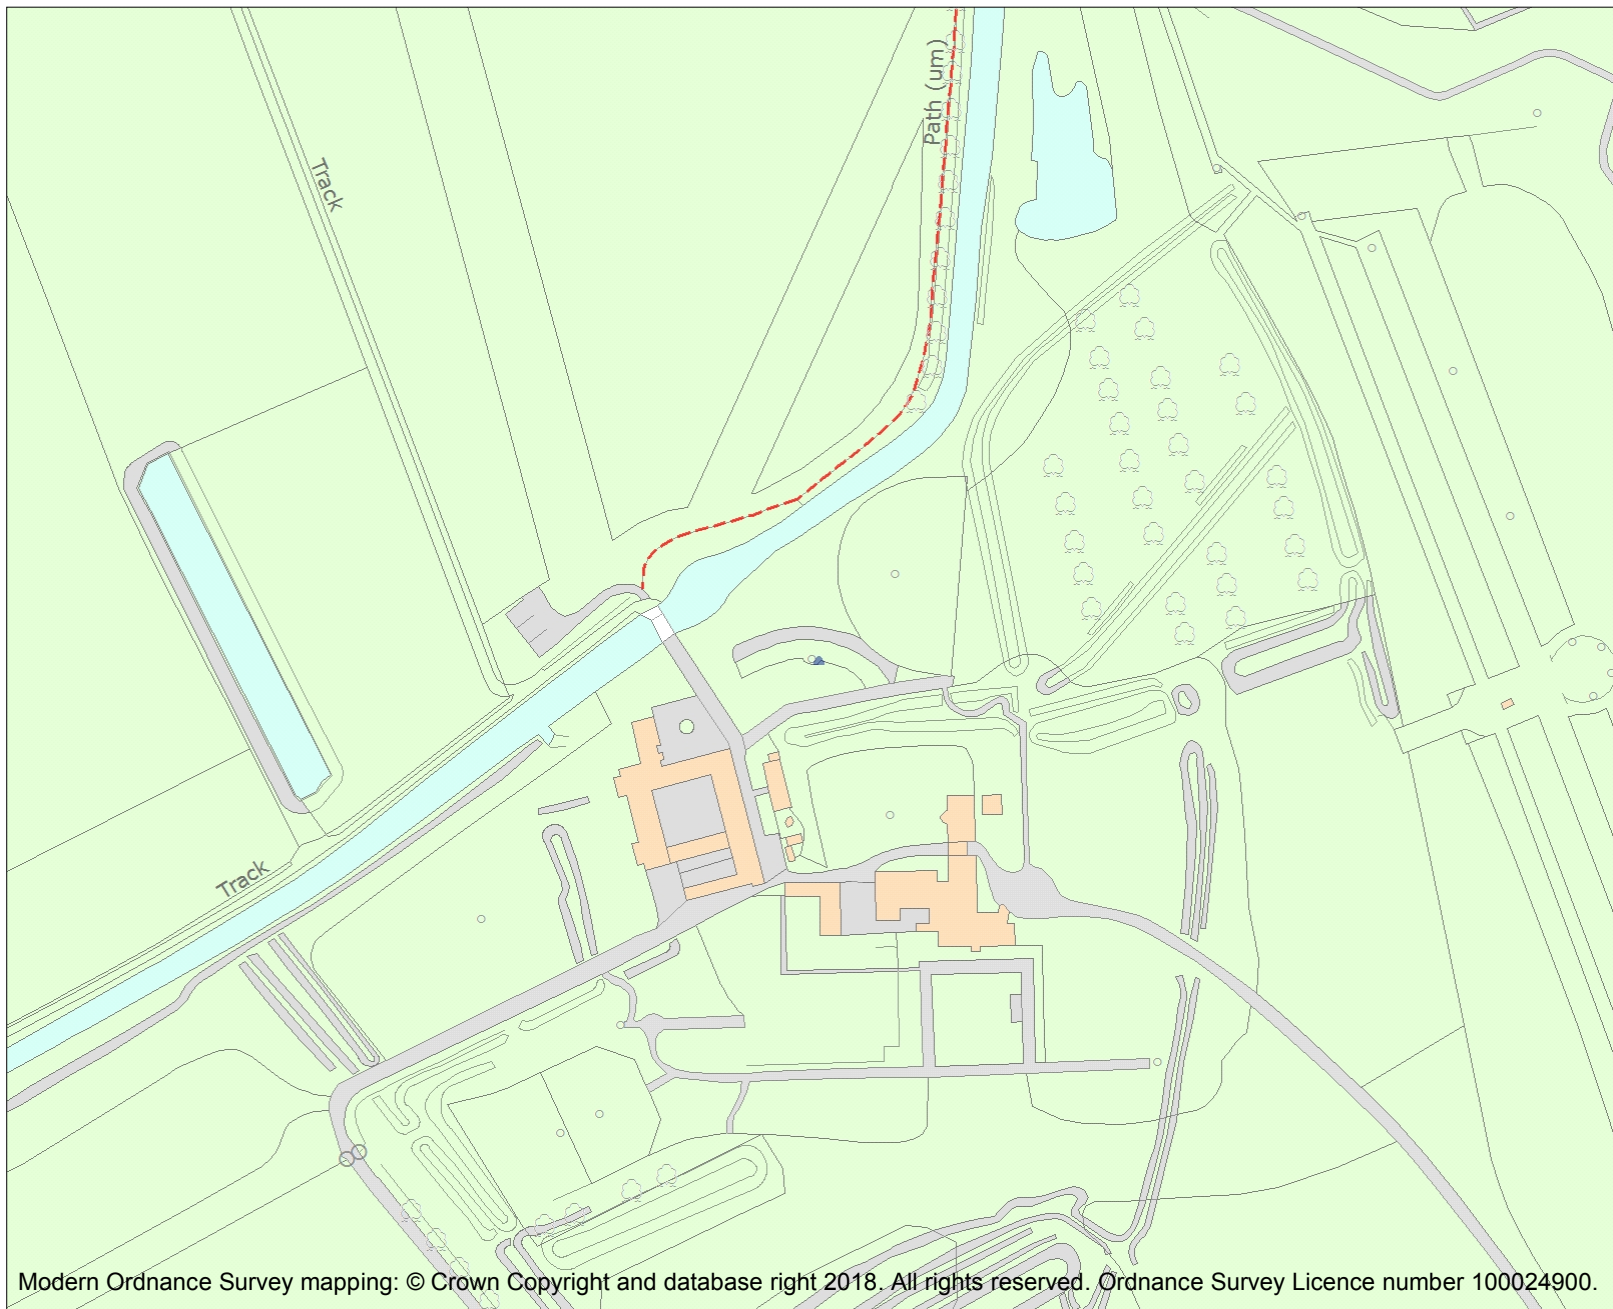 Path (um)
Track
Track
Modern Ordnance Survey mapping: © Crown Copyright and database right 2018. All rights reserved. Ordnance Survey Licence number 100024900.